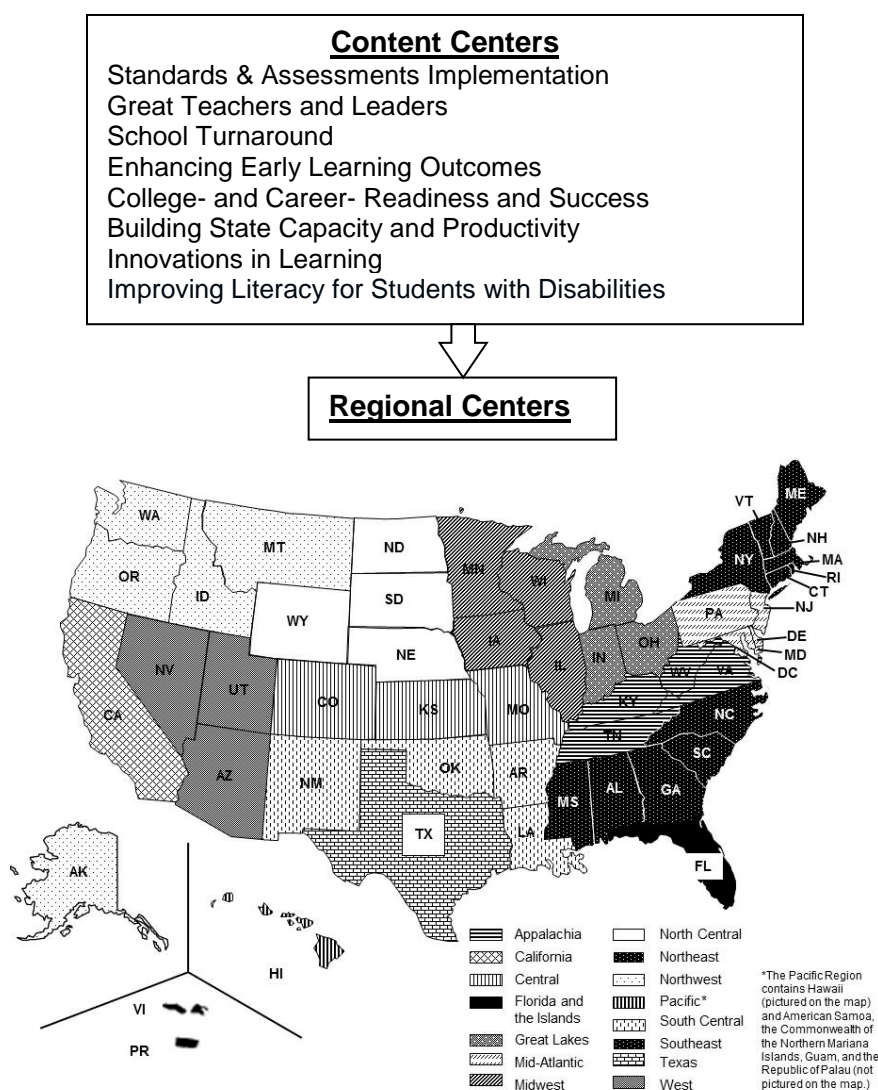 Content Centers
Standards & Assessments Implementation
Great Teachers and Leaders
School Turnaround
Enhancing Early Learning Outcomes
College- and Career- Readiness and Success
Building State Capacity and Productivity
Innovations in Learning
Improving Literacy for Students with Disabilities
Regional Centers
WA
MT
ND
MN
VT
ME
NH
OR
ID
SD
WI
NY
MA
RI
CT
WY
MI
PA
NJ
NE
IA
DE
MD
NV
UT
CO
KS
MO
IL
IN
OH
WV
VA
DC
CA
KY
AZ
NM
OK
AR
TN
NC
SC
TX
LA
MS
AL
GA
FL
AK
HI
VI
PR
Appalachia
California
Central
Florida and
the Islands
Great Lakes
Mid-Atlantic
Midwest
North Central
Northeast
Northwest
Pacific*
South Central
Southeast
Texas
West
*The Pacific Region
contains Hawaii
(pictured on the map)
and American Samoa,
the Commonwealth of
the Northern Mariana
Islands, Guam, and the
Republic of Palau (not
pictured on the map.)